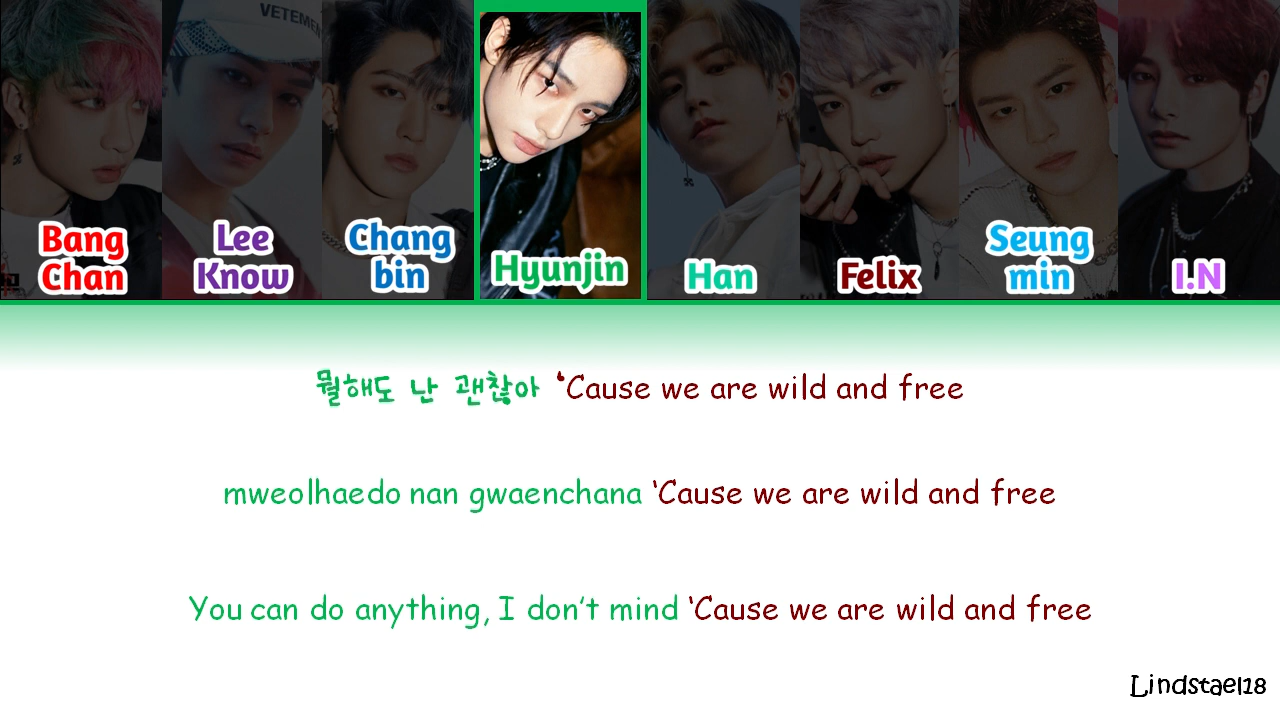 VETEMEN
Bang
Chan
Lee
Know
Chang
bin
Hyunjin
Han
Felix
Seung
min
I.N
뭘해도 난 괜찮아 ‘Cause we are wild and free
mweolhaedo nan gwaenchana ‘Cause we are wild and free
You can do anything, I don’t mind ‘Cause we are wild and free
Lindstael18